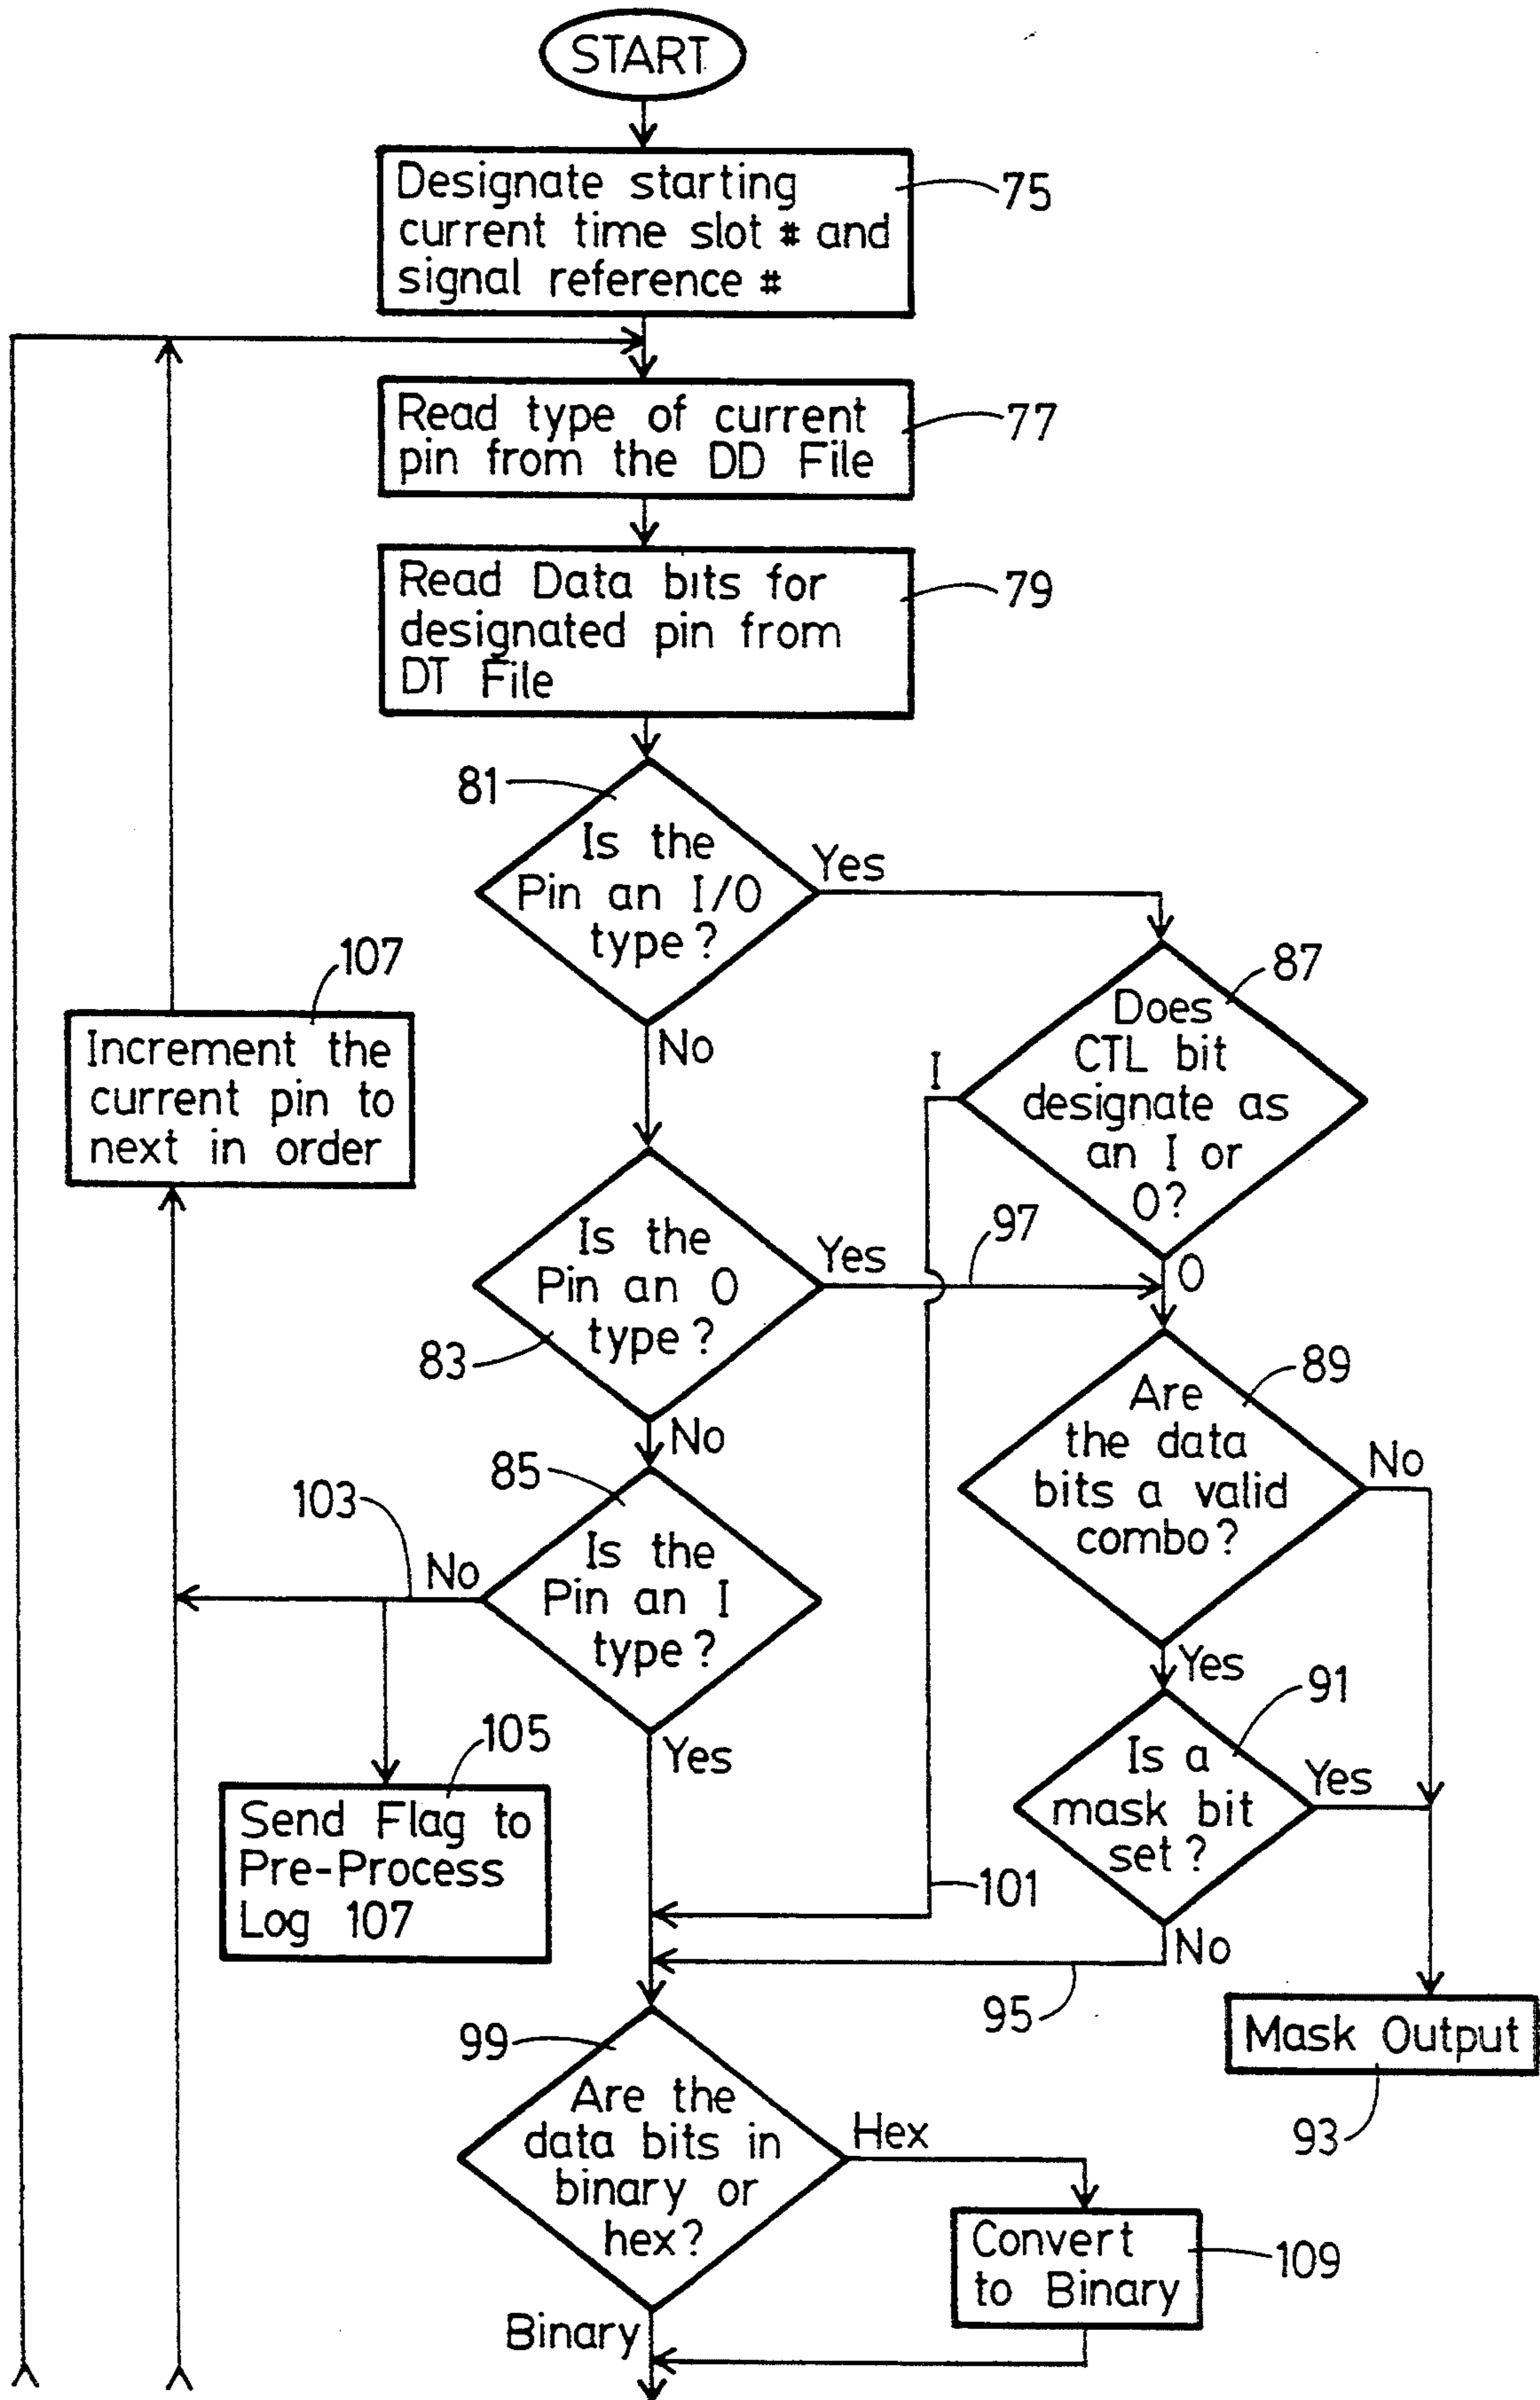 START
Designate starting
current time slot # and
signal reference #
75
Read type of current
pin from the DD File
77
Read Data bits for
designated pin from
DT File
79
81
Is the
Pin an I/O
type?
Yes
No
107
Increment the
current pin to
next in order
87
Does
CTL bit
designate as
an I or
O?
I
O
97
Is the
Pin an O
type?
Yes
83
No
89
Are
the data
bits a valid
combo?
No
Yes
85
103
No
Is the
Pin an I
type?
Yes
91
Is a
mask bit
set?
Yes
No
105
Send Flag to
Pre-Process
Log 107
101
95
Mask Output
93
99
Are the
data bits in
binary or
hex?
Hex
Convert
to Binary
109
Binary